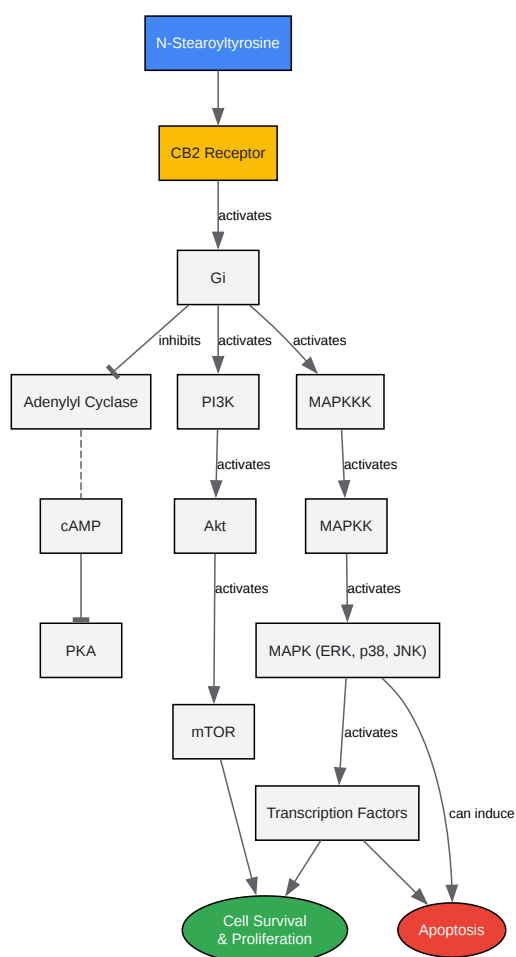 N-Stearoyltyrosine
CB2 Receptor
activates
Gi
inhibits
activates
activates
Adenylyl Cyclase
PI3K
MAPKKK
activates
activates
cAMP
Akt
MAPKK
activates
activates
PKA
MAPK (ERK, p38, JNK)
mTOR
activates
Transcription Factors
can induce
Cell Survival
& Proliferation
Apoptosis